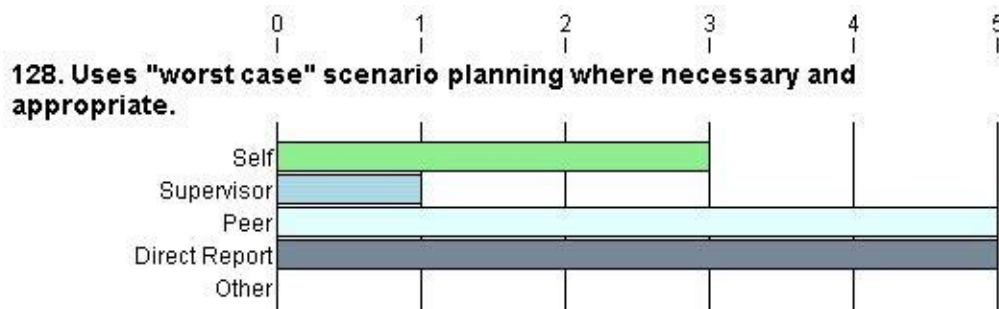 0 1 2 3 4 5
128. Uses "worst case" scenario planning where necessary and
appropriate.
Self
Supervisor
Peer
Direct Report
Other